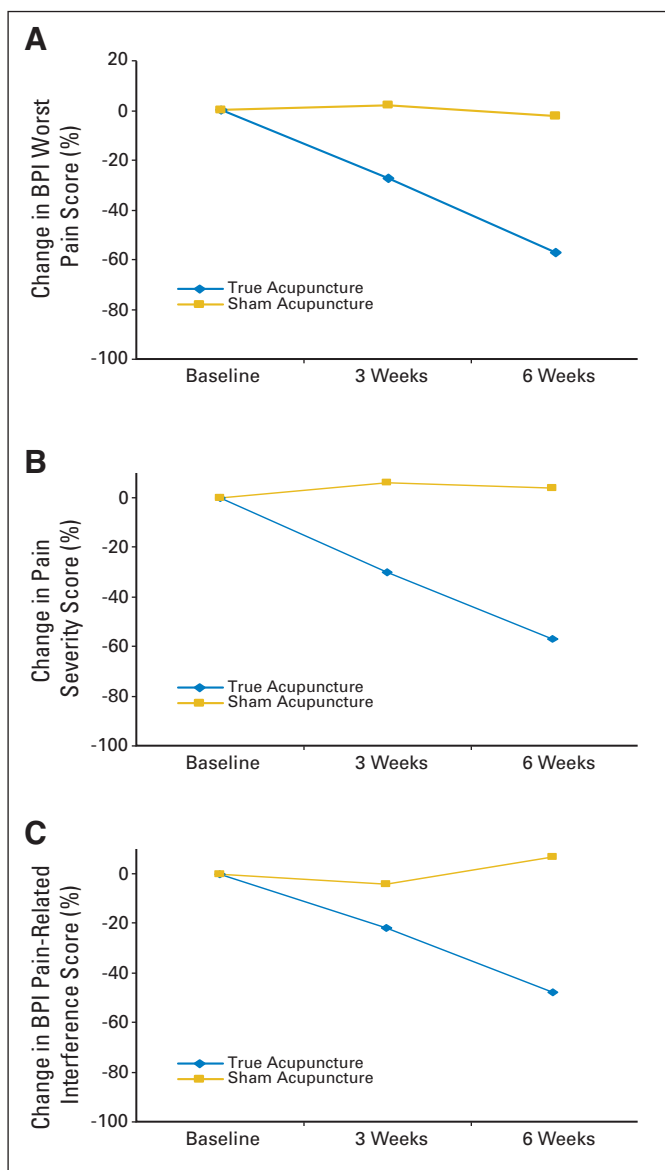 A
Change in BPI Worst
Pain Score (%)
20
0
-20
-40
-60
-80
-100
True Acupuncture
Sham Acupuncture
Baseline
3 Weeks
6 Weeks
B
Change in Pain
Severity Score (%)
0
-20
-40
-60
-80
-100
True Acupuncture
Sham Acupuncture
Baseline
3 Weeks
6 Weeks
C
Change in BPI Pain-Related
Interference Score (%)
0
-20
-40
-60
-80
-100
True Acupuncture
Sham Acupuncture
Baseline
3 Weeks
6 Weeks